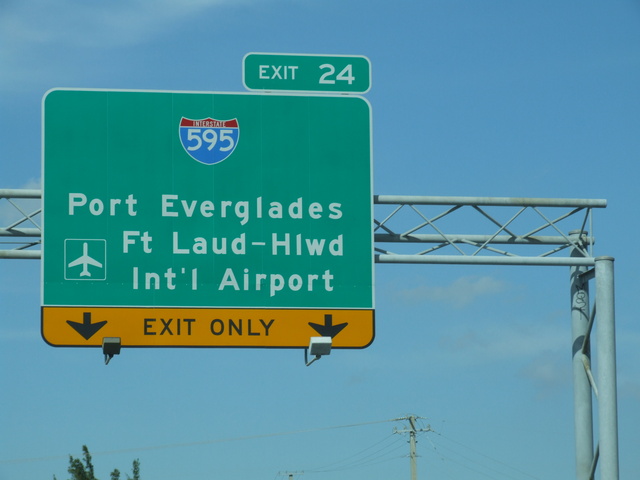 EXIT 24
INTERSTATE
595
Port Everglades
Ft Laud-Hlwd
Int'l Airport
EXIT ONLY